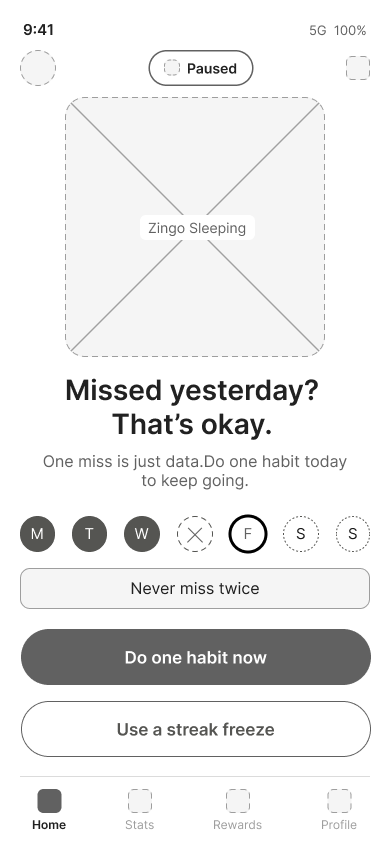 9:41
5G 100%
Paused
Zingo Sleeping
Missed yesterday?
That’s okay.
One miss is just data.Do one habit today
to keep going.
M T W F S S
Never miss twice
Do one habit now
Use a streak freeze
Home Stats Rewards Profile